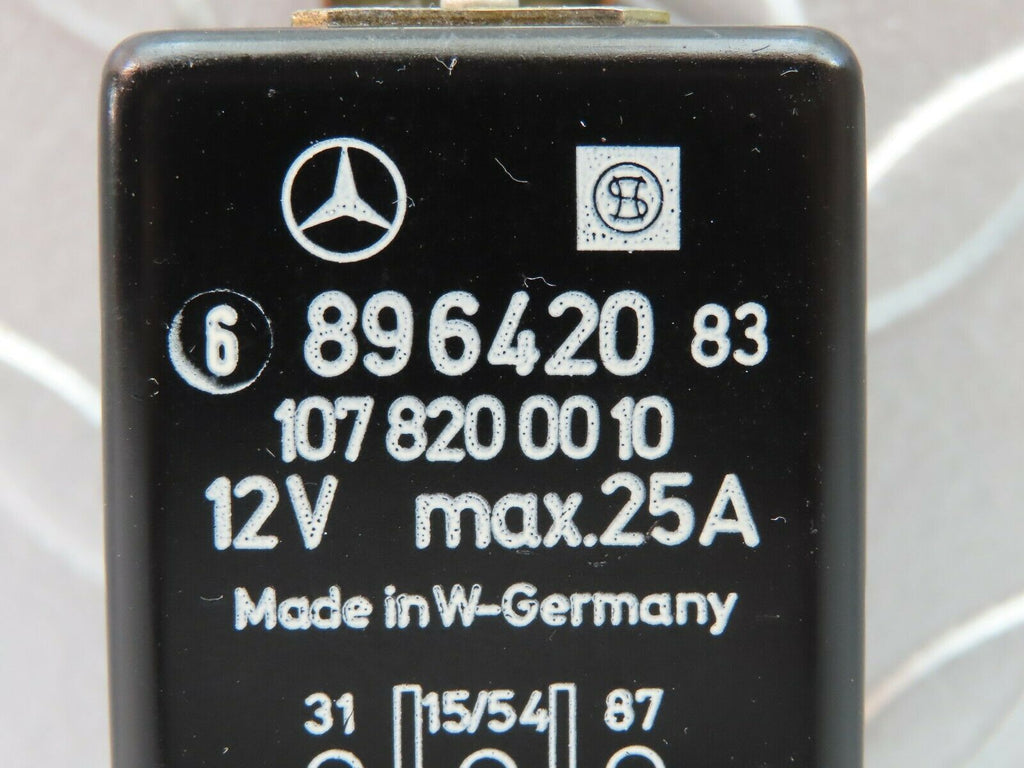 6 896420 83
107 820 00 10
12V max.25A
Made in W-Germany
31 15/54 87